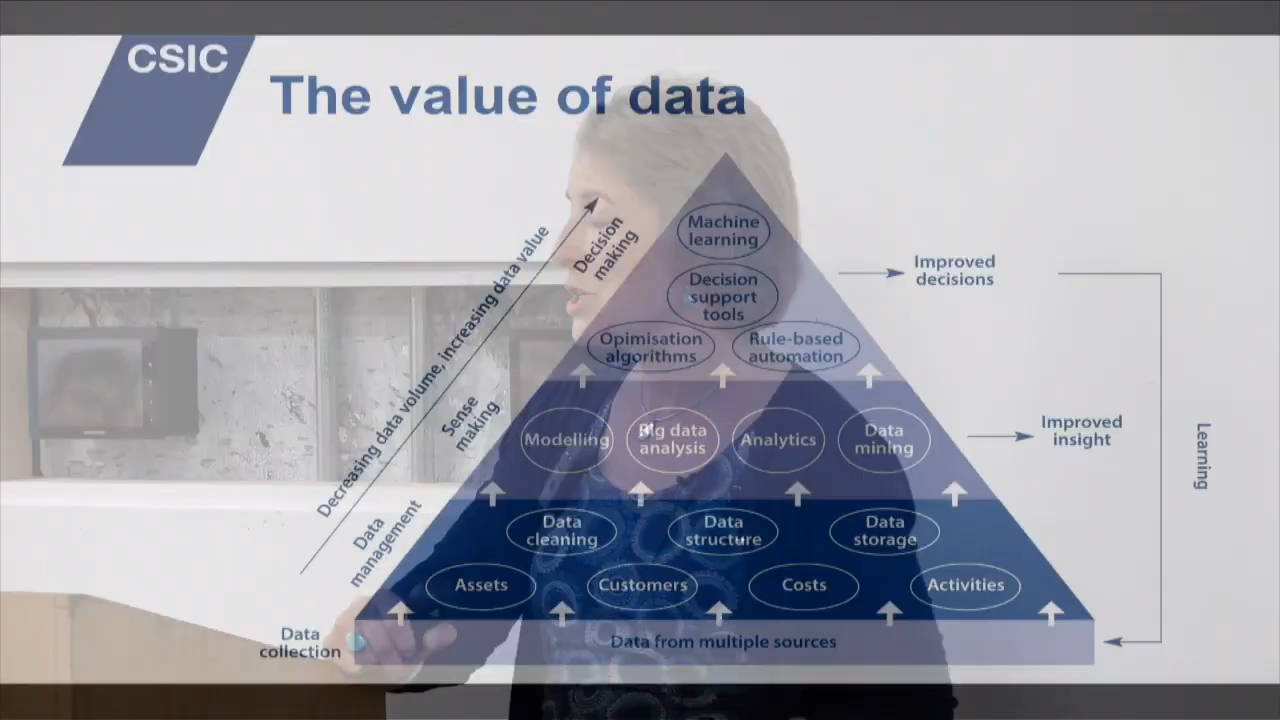 CSIC
The value of data
Machine
learning
Decision
support
tools
Opimisation
algorithms
Rule-based
automation
Decision
making
Decreasing data volume, increasing data value
Improved
decisions
Sense
making
Modelling
Big data
analysis
Analytics
Data
mining
Improved
insight
Learning
Data
management
Data
cleaning
Data
structure
Data
storage
Assets
Customers
Costs
Activities
Data
collection
Data from multiple sources